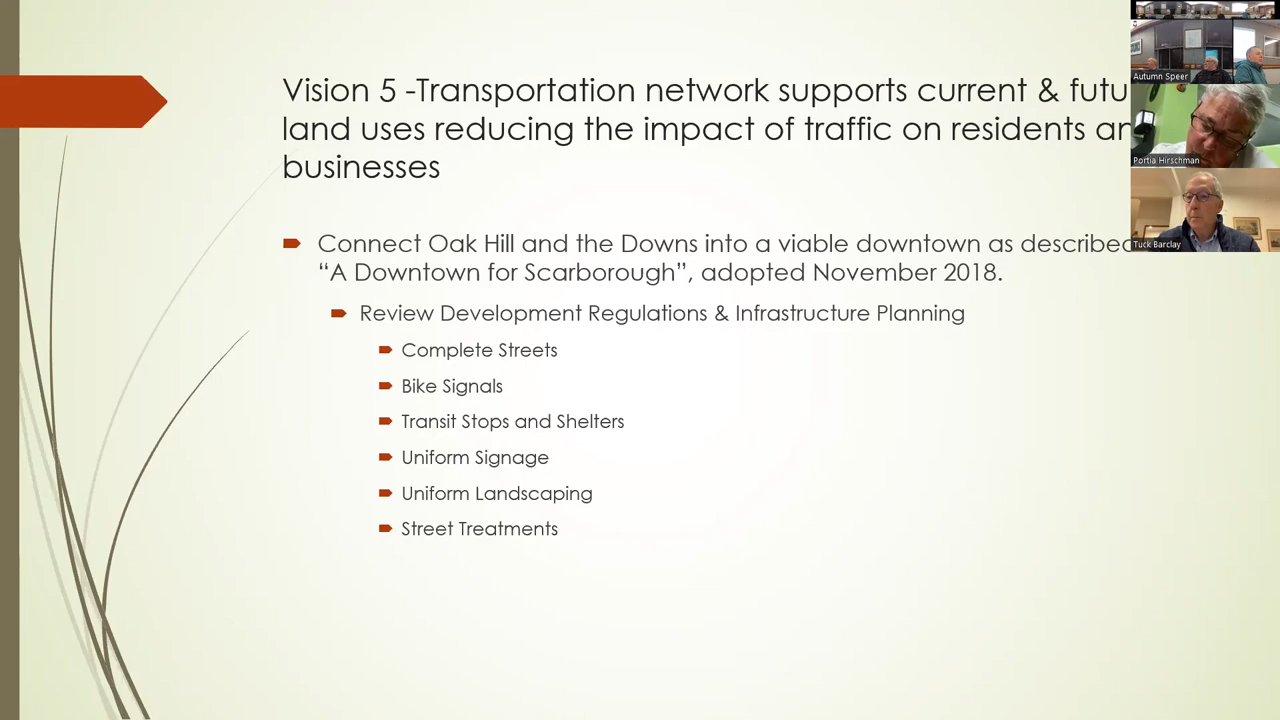 Vision 5 -Transportation network supports current & futu
land uses reducing the impact of traffic on residents an
businesses
Connect Oak Hill and the Downs into a viable downtown as described
“A Downtown for Scarborough”, adopted November 2018.
Review Development Regulations & Infrastructure Planning
Complete Streets
Bike Signals
Transit Stops and Shelters
Uniform Signage
Uniform Landscaping
Street Treatments
Autumn Speer
Portia Hirschman
Tuck Barclay